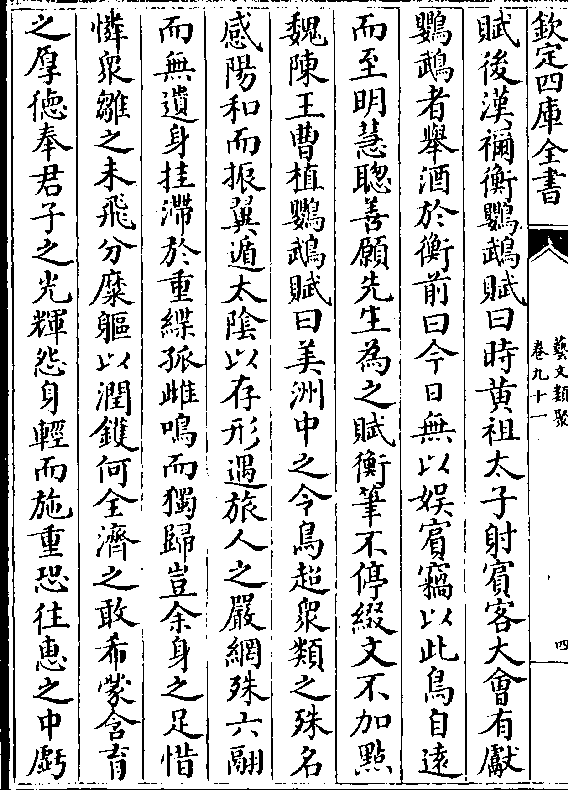 欽定四庫全書
藝文類聚
卷九十一
四
賦後漢禰衡鸚鵡賦曰時黄祖太子射賓客大會有獻
鸚鵡者舉酒於衡前曰今日無以娯賓竊以此鳥自逺
而至明慧聰善願先生為之賦衡筆不停綴文不加㸃
魏陳王曹植鸚鵡賦曰美洲中之令鳥超衆類之殊名
感陽和而振翼遁太陰以存形遇旅人之嚴網殊六翮
而無遺身挂滯於重緤孤雌鳴而獨歸豈余身之足惜
憐衆雛之未飛分糜軀以潤鑊何全濟之敢希蒙含育
之厚徳奉君子之光輝怨身輕而施重恐往惠之中虧